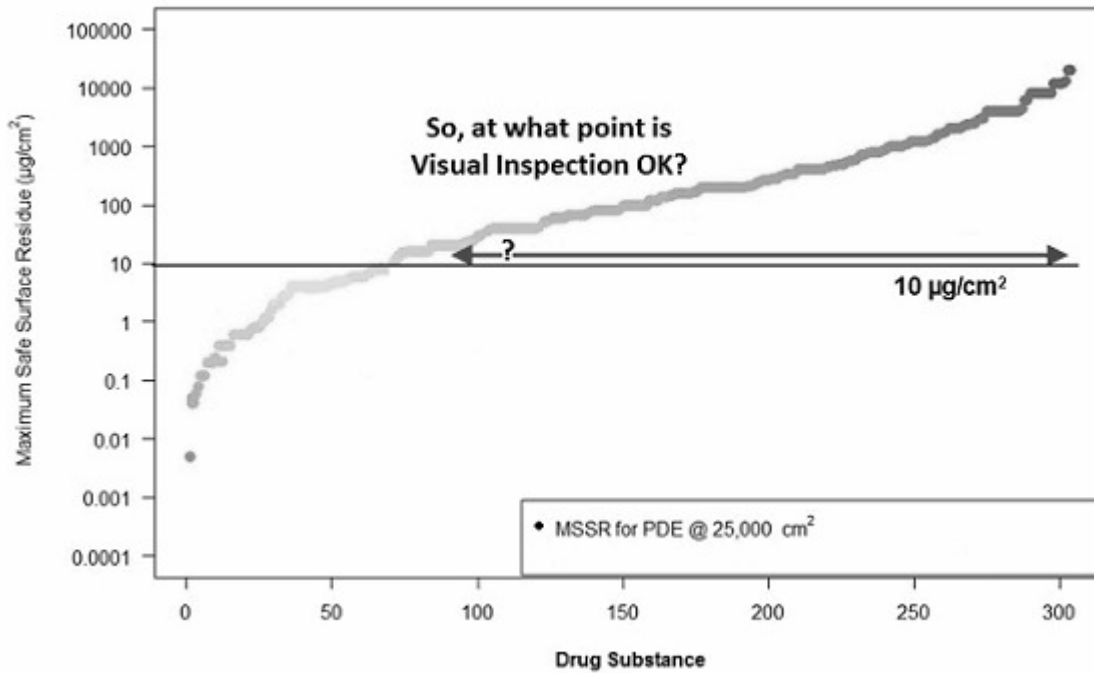 100000
10000
1000
100
10
1
0.1
0.01
0.001
0.0001
Maximum Safe Surface Residue (µg/cm²)
So, at what point is
Visual Inspection OK?
?
10 µg/cm²
MSSR for PDE @ 25,000 cm²
0 50 100 150 200 250 300
Drug Substance